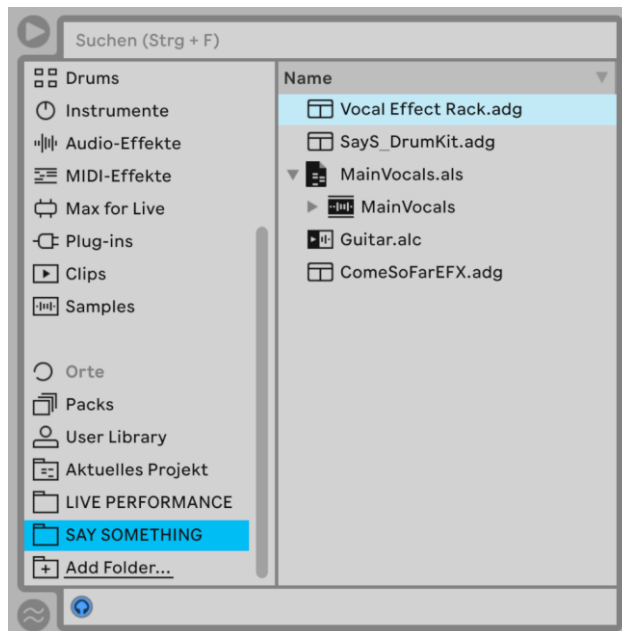 Suchen (Strg + F)
Drums
Instrumente
Audio-Effekte
MIDI-Effekte
Max for Live
Plug-ins
Clips
Samples
Orte
Packs
User Library
Aktuelles Projekt
LIVE PERFORMANCE
SAY SOMETHING
Add Folder...
Name
Vocal Effect Rack.adg
SayS_DrumKit.adg
MainVocals.als
MainVocals
Guitar.alc
ComeSoFarEFX.adg